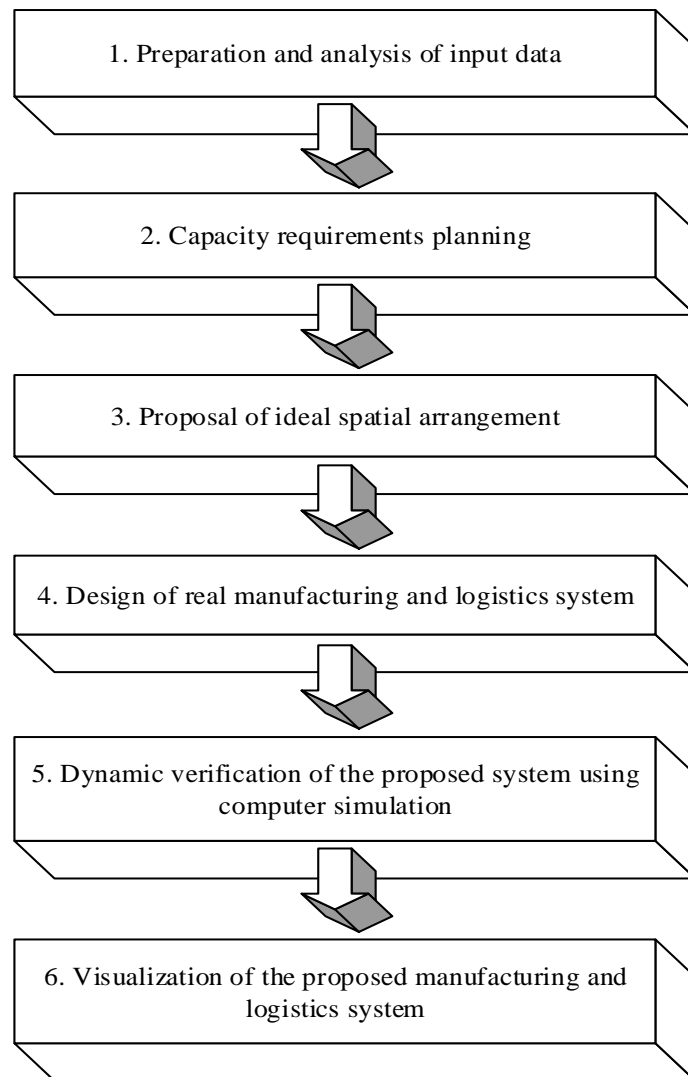 1. Preparation and analysis of input data
2. Capacity requirements planning
3. Proposal of ideal spatial arrangement
4. Design of real manufacturing and logistics system
5. Dynamic verification of the proposed system using
computer simulation
6. Visualization of the proposed manufacturing and
logistics system